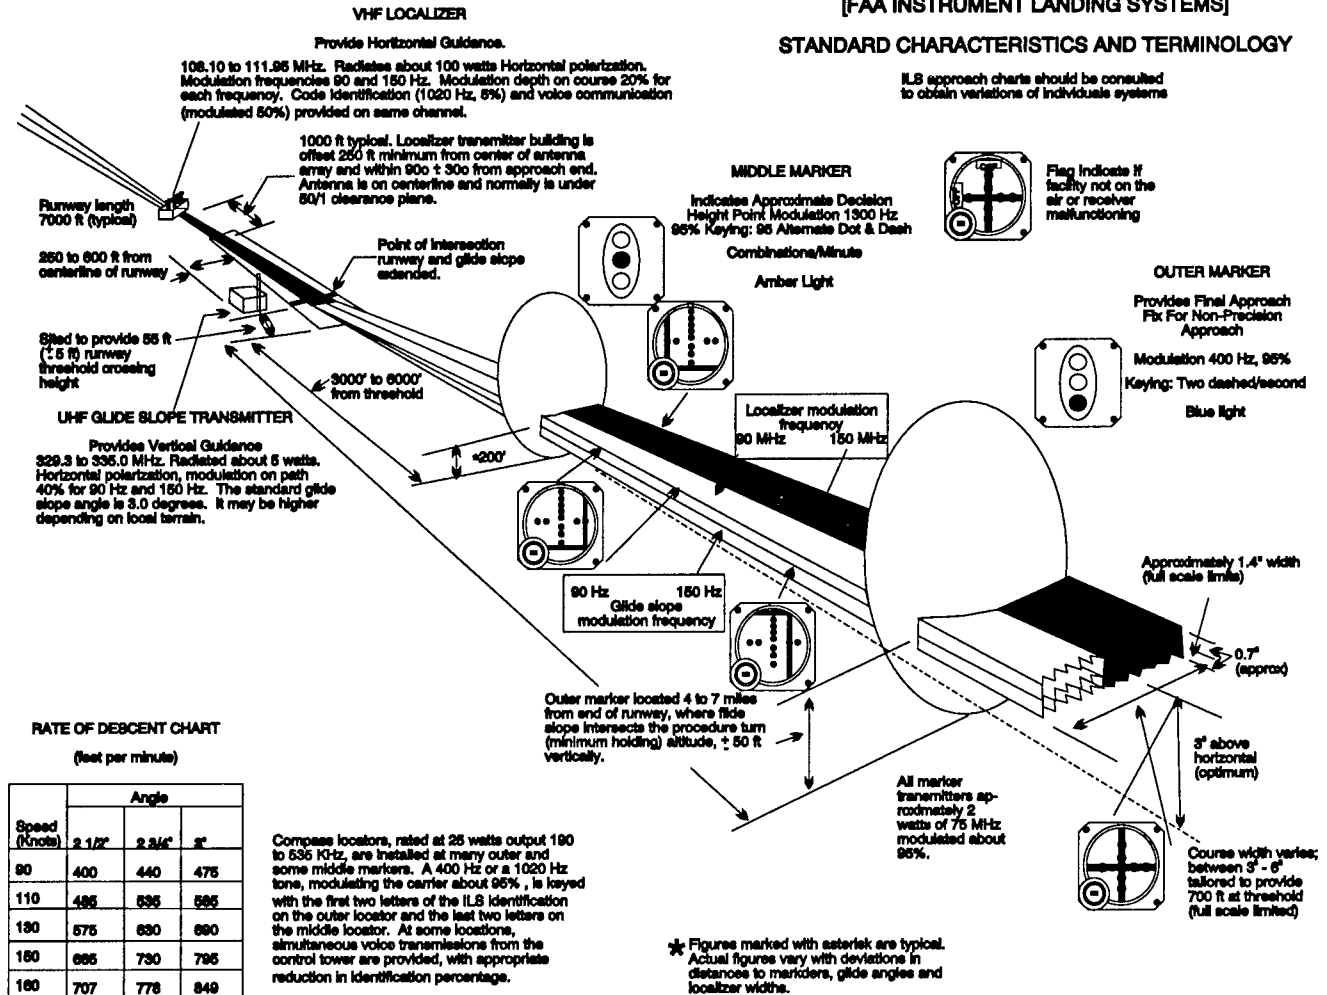 [FAA INSTRUMENT LANDING SYSTEMS]
STANDARD CHARACTERISTICS AND TERMINOLOGY
ILS approach charts should be consulted
to obtain variations of individuals systems
VHF LOCALIZER
Provide Horitzontal Guidance.
108.10 to 111.95 MHz. Radiates about 100 watts Horizontal polarization.
Modulation frequencies 90 and 150 Hz. Modulation depth on course 20% for
each frequency. Code identification (1020 Hz, 5%) and voice communication
(modulated 50%) provided on same channel.
1000 ft typical. Localizer transmitter building is
offset 250 ft minimum from center of antenna
array and within 90o ± 30o from approach end.
Antenna is on centerline and normally is under
50/1 clearance plane.
Runway length
7000 ft (typical)
250 to 600 ft from
centerline of runway
Point of intersection
runway and glide slope
extended.
Sited to provide 55 ft
(± 5 ft) runway
threshold crossing
height
3000' to 6000'
from threshold
UHF GLIDE SLOPE TRANSMITTER
Provides Vertical Guidance
329.3 to 335.0 MHz. Radiated about 5 watts.
Horizontal polarization, modulation on path
40% for 90 Hz and 150 Hz. The standard glide
slope angle is 3.0 degrees. It may be higher
depending on local terrain.
*200'
MIDDLE MARKER
Indicates Approximate Decision
Height Point Modulation 1300 Hz
95% Keying: 95 Alternate Dot & Dash
Combinations/Minute
Amber Light
Flag indicate if
facility not on the
air or receiver
malfunctioning
OUTER MARKER
Provides Final Approach
Fix For Non-Precision
Approach
Modulation 400 Hz, 95%
Keying: Two dashed/second
Blue light
Localizer modulation
frequency
90 MHz 150 MHz
90 Hz 150 Hz
Glide slope
modulation frequency
Approximately 1.4° width
(full scale limits)
0.7°
(approx)
Outer marker located 4 to 7 miles
from end of runway, where flide
slope intersects the procedure turn
(minimum holding) altitude, ± 50 ft
vertically.
3° above
horizontal
(optimum)
All marker
transmitters ap-
roximately 2
watts of 75 MHz
modulated about
95%.
Course width varies;
between 3° - 6°
tailored to provide
700 ft at threshold
(full scale limited)
RATE OF DESCENT CHART
(feet per minute)
Angle
Speed
(Knots) 2 1/2° 2 3/4° 3°
90 400 440 475
110 485 535 585
130 575 630 690
150 665 730 795
160 707 778 849
Compass locators, rated at 25 watts output 190
to 535 KHz, are installed at many outer and
some middle markers. A 400 Hz or a 1020 Hz
tone, modulating the carrier about 95% , is keyed
with the first two letters of the ILS identification
on the outer locator and the last two letters on
the middle locator. At some locations,
simultaneous voice transmissions from the
control tower are provided, with appropriate
reduction in identification percentage.
* Figures marked with asterisk are typical.
Actual figures vary with deviations in
distances to markders, glide angles and
localizer widths.